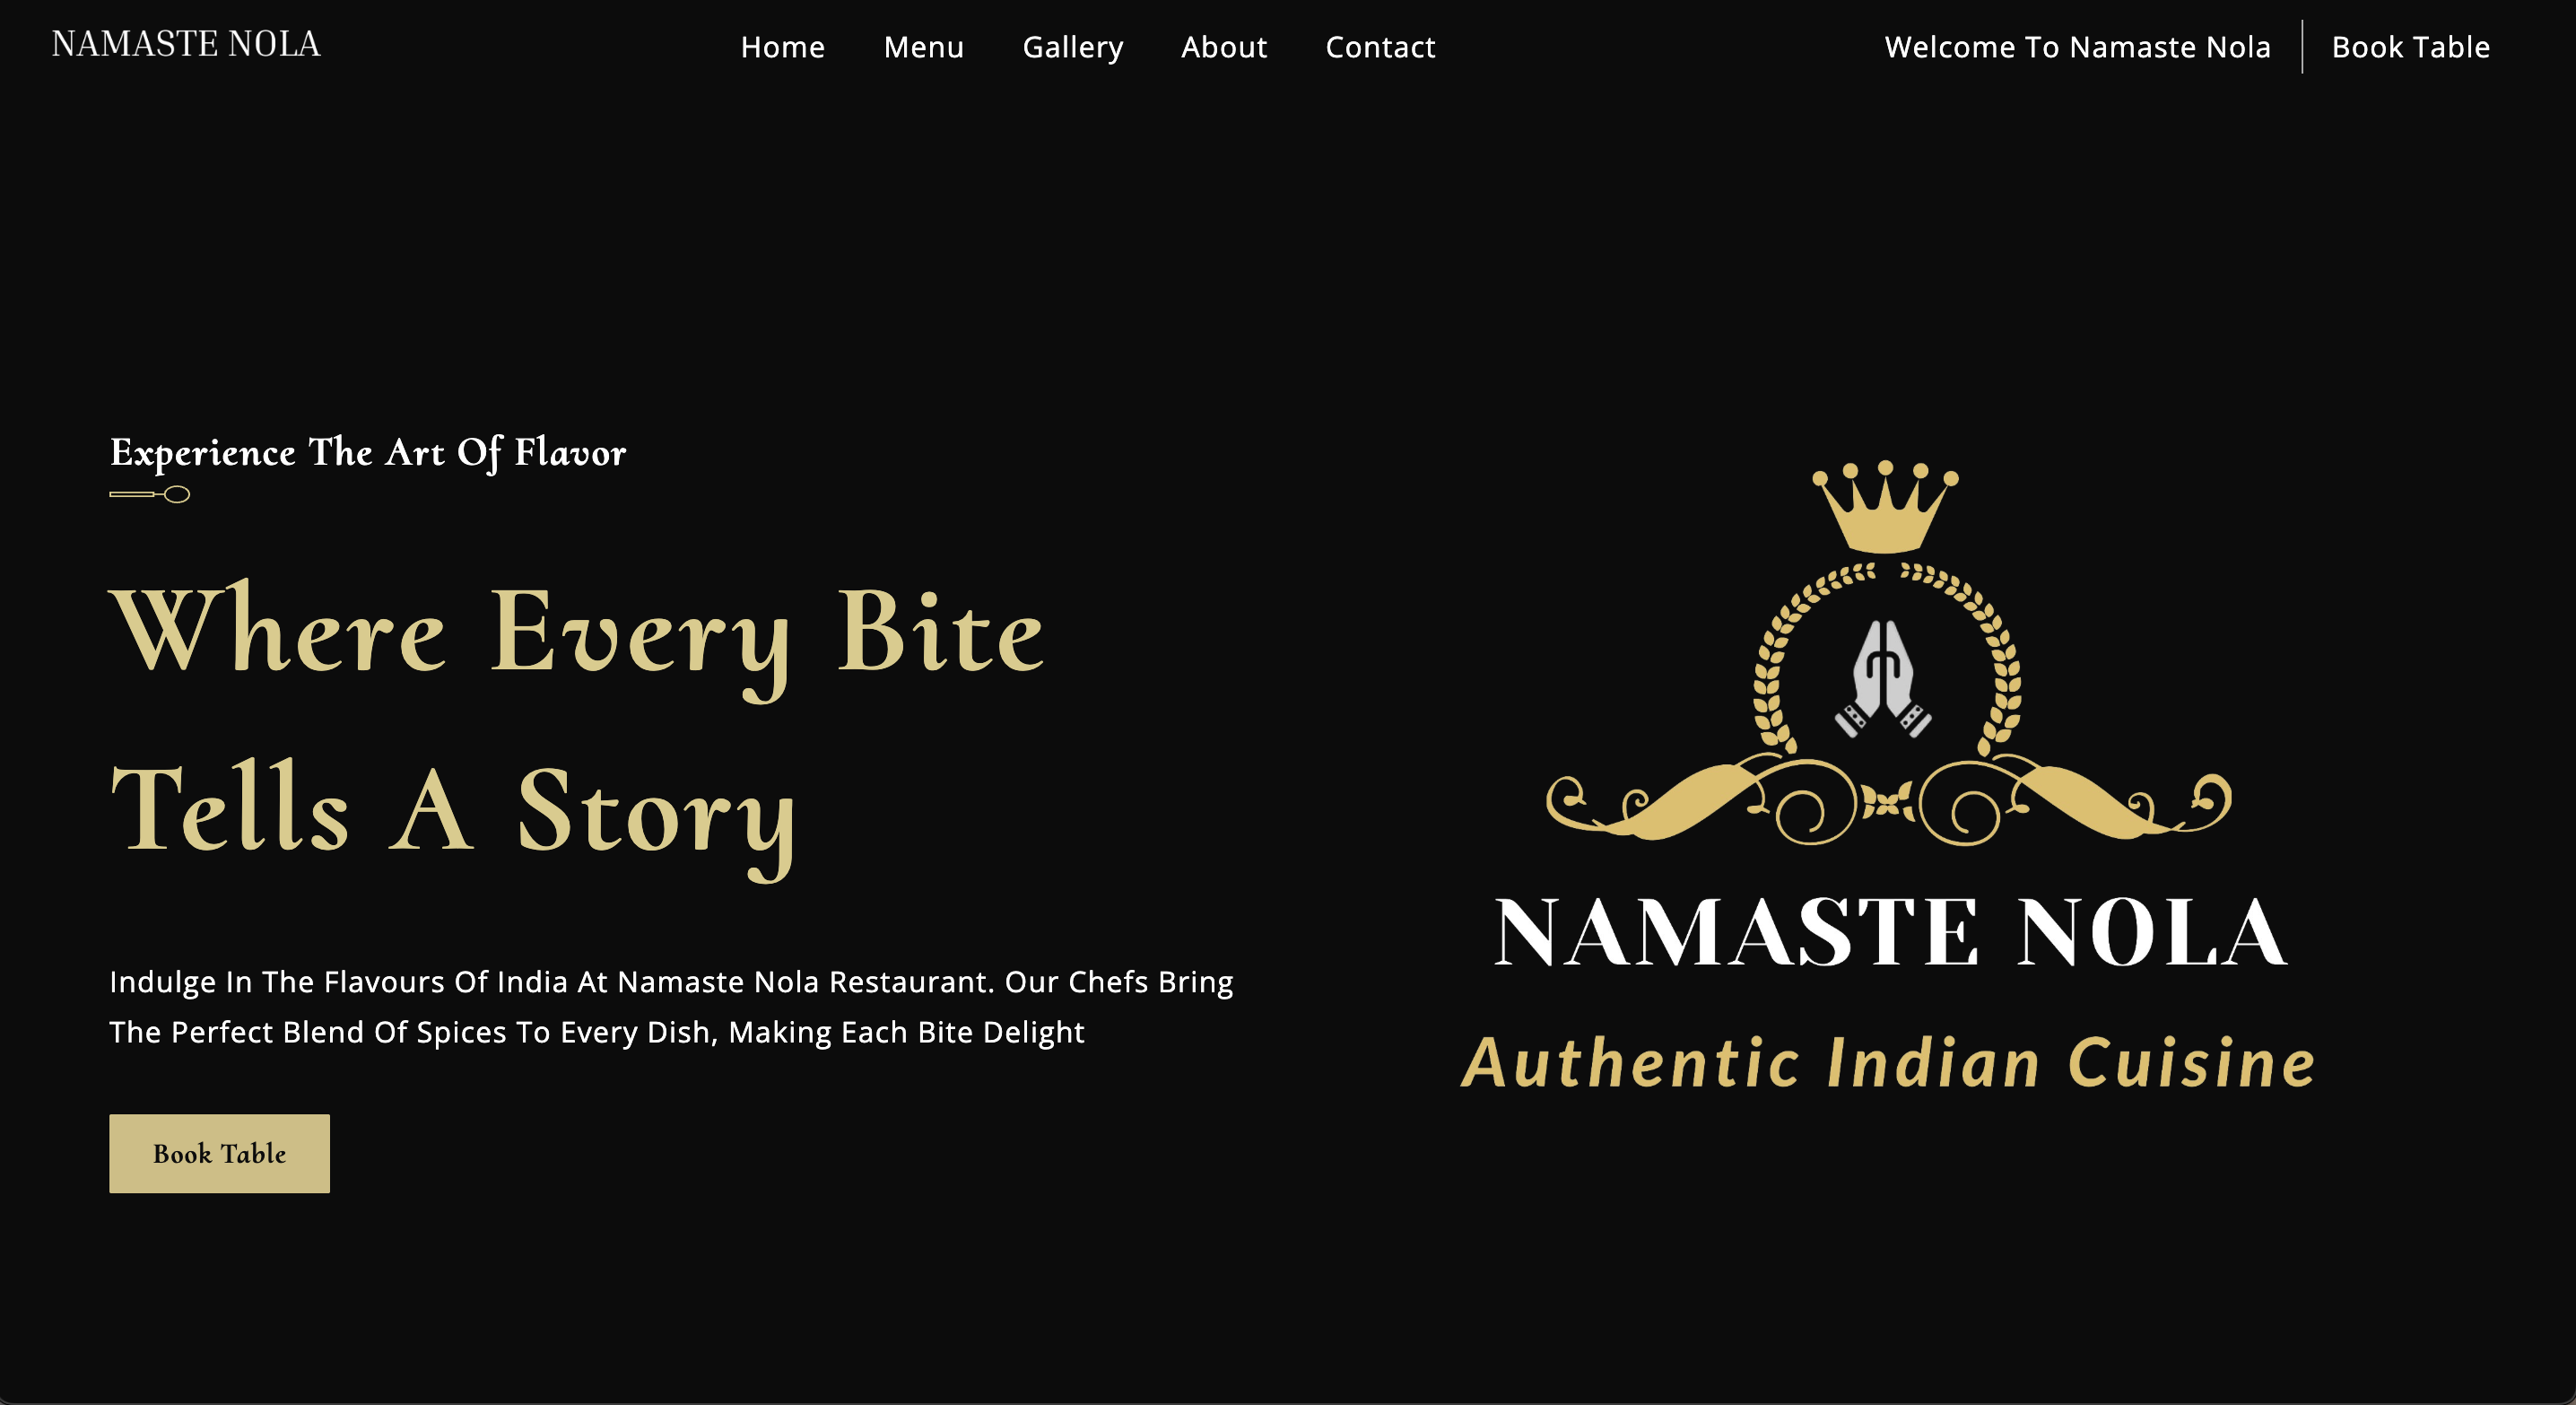 NAMASTE NOLA
Home Menu Gallery About Contact
Welcome To Namaste Nola
Book Table
Experience The Art Of Flavor
Where Every Bite
Tells A Story
Indulge In The Flavours Of India At Namaste Nola Restaurant. Our Chefs Bring
The Perfect Blend Of Spices To Every Dish, Making Each Bite Delight
Book Table
NAMASTE NOLA
Authentic Indian Cuisine